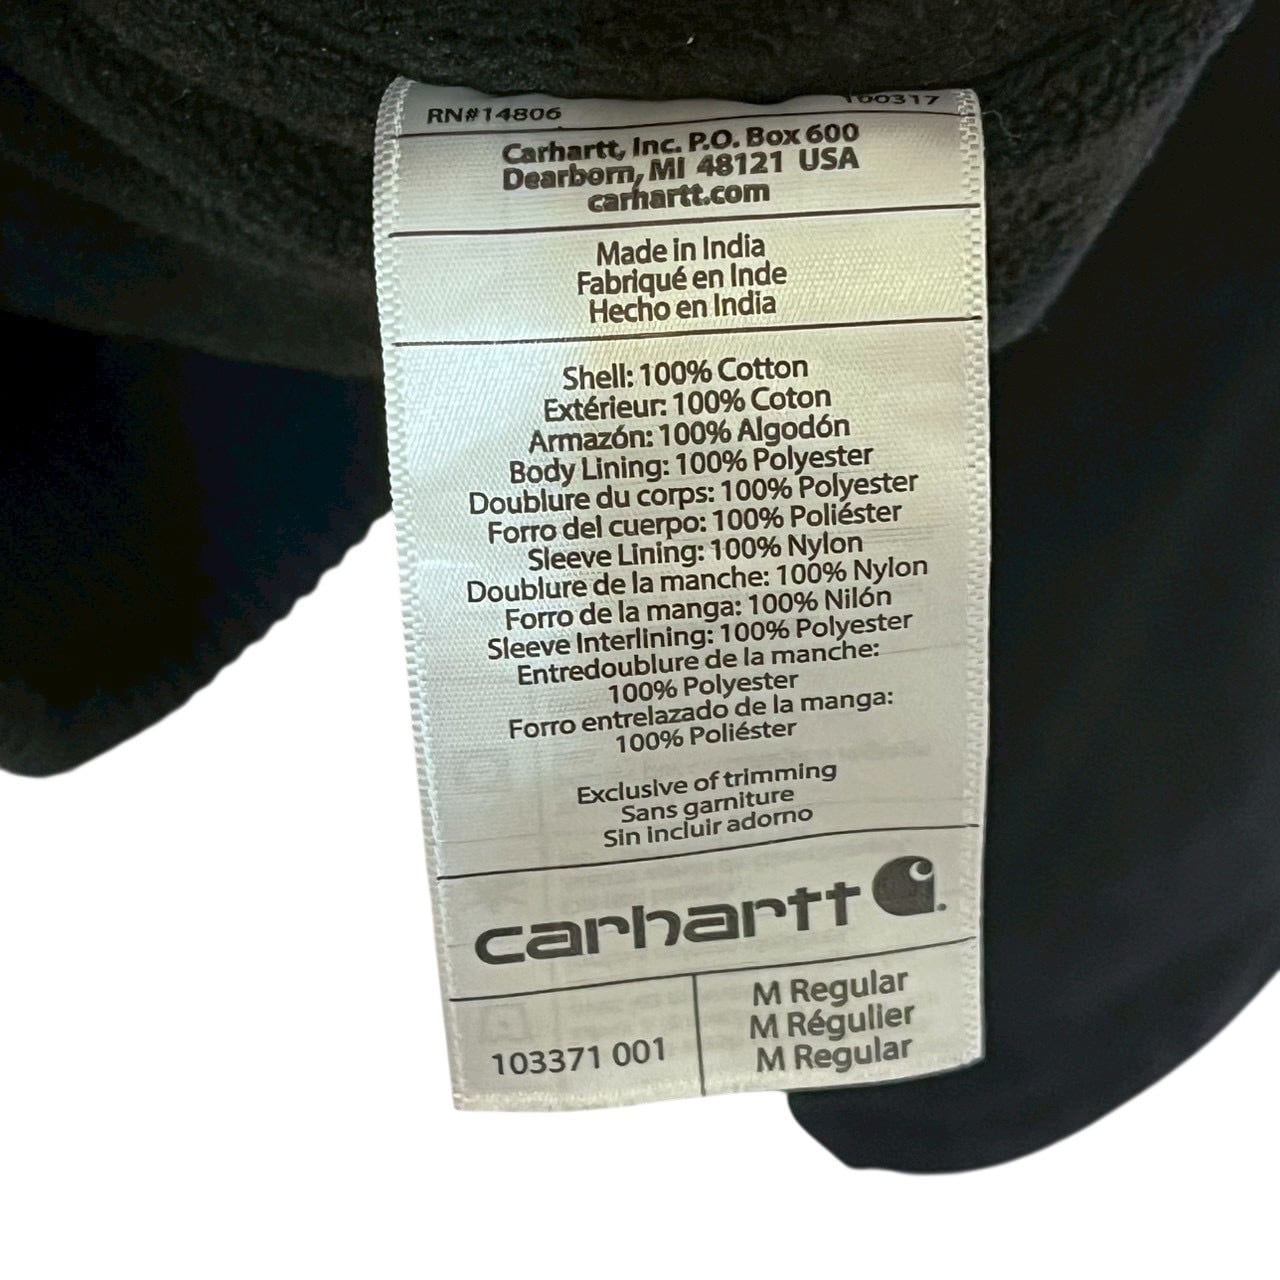 RN#14806 100317
Carhartt, Inc. P.O. Box 600
Dearborn, MI 48121 USA
carhartt.com
Made in India
Fabriqué en Inde
Hecho en India
Shell: 100% Cotton
Extérieur: 100% Coton
Armazón: 100% Algodón
Body Lining: 100% Polyester
Doublure du corps: 100% Polyester
Forro del cuerpo: 100% Poliéster
Sleeve Lining: 100% Nylon
Doublure de la manche: 100% Nylon
Forro de la manga: 100% Nilón
Sleeve Interlining: 100% Polyester
Entredoublure de la manche:
100% Polyester
Forro entrelazado de la manga:
100% Poliéster
Exclusive of trimming
Sans garniture
Sin incluir adorno
carhartt
103371 001
M Regular
M Régulier
M Regular